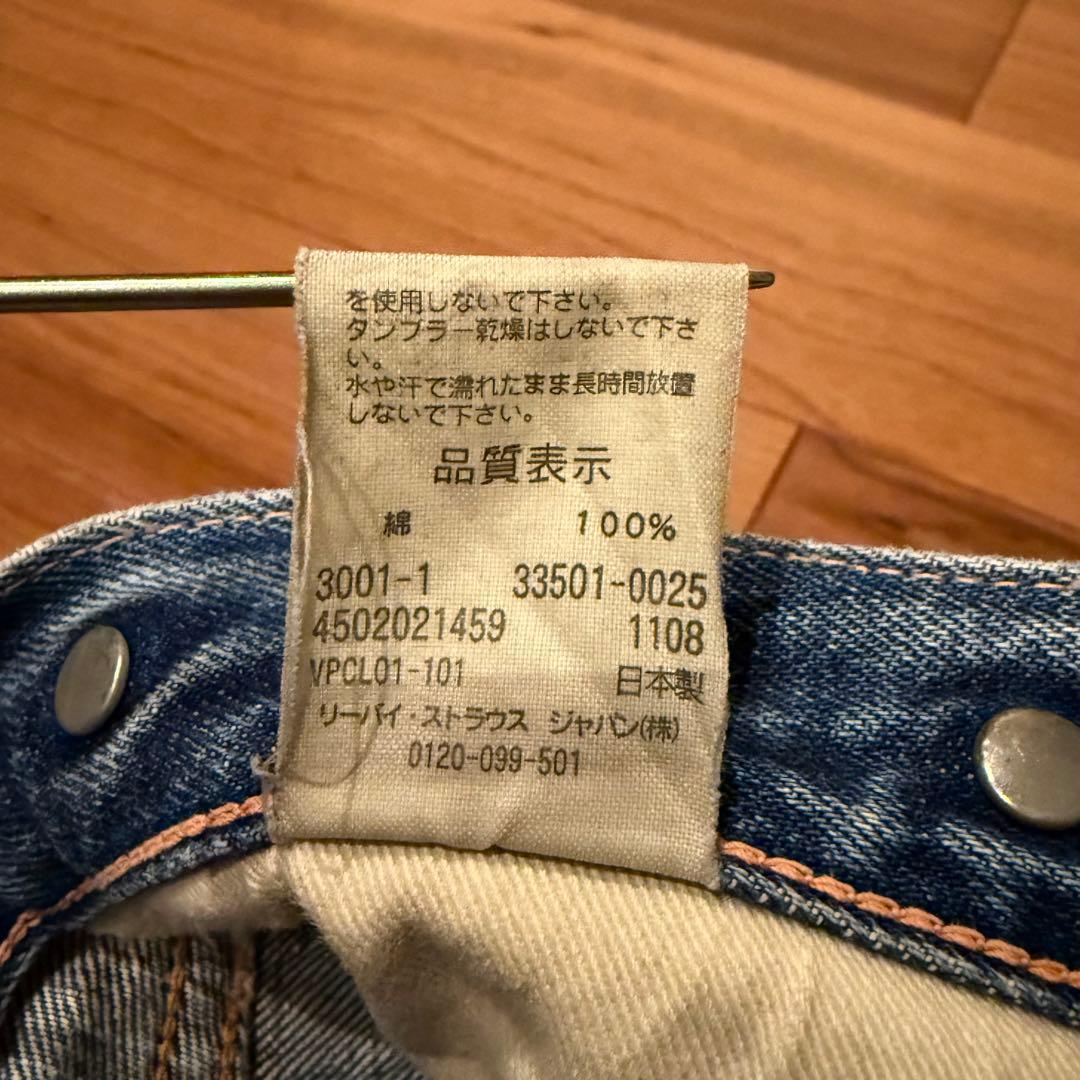 を使用しないで下さい。
タンブラー乾燥はしないで下さ
い。
水や汗で濡れたまま長時間放置
しないで下さい。
品質表示
綿 100%
3001-1 33501-0025
4502021459 1108
VPCL01-101 日本製
リーバイ・ストラウス ジャパン(株)
0120-099-501